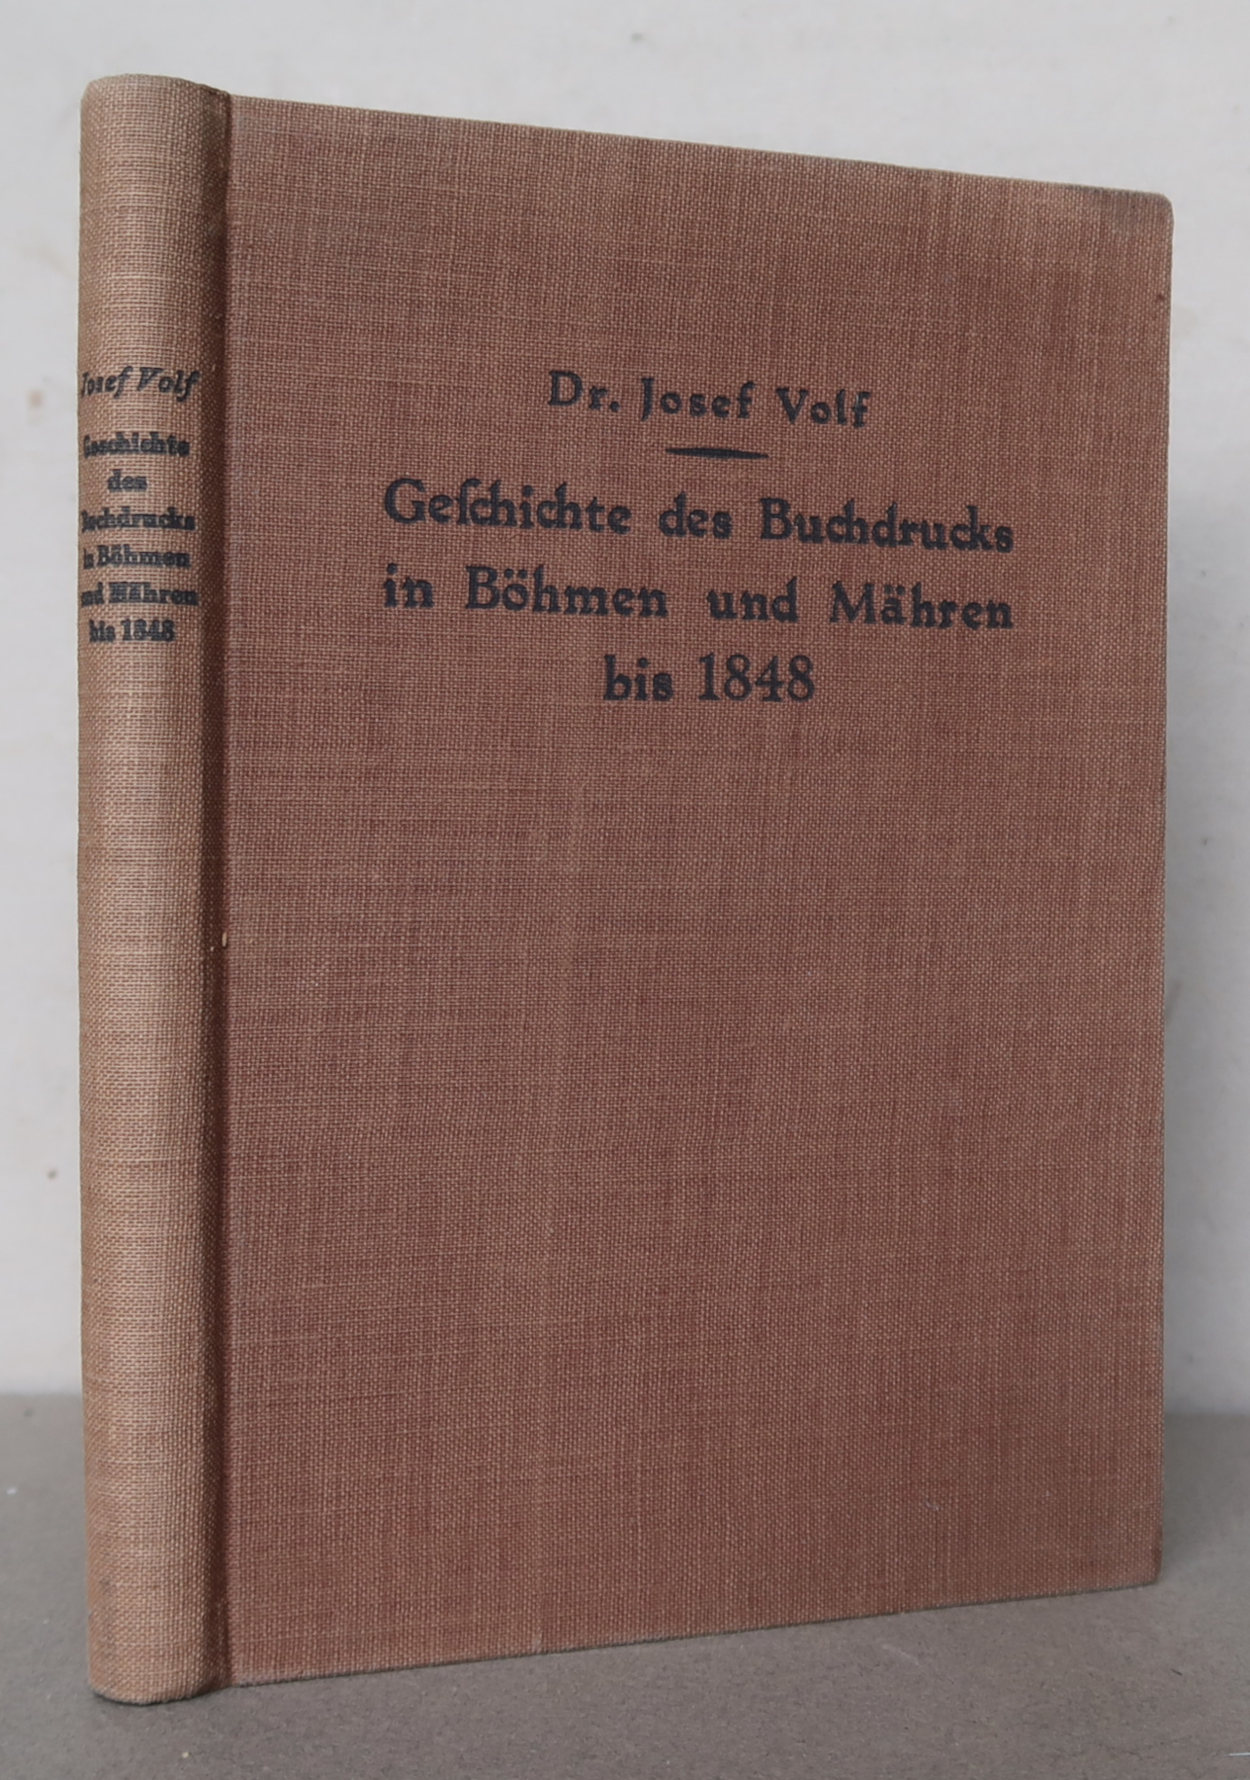 Josef Volf
Geschichte
des
Buchdrucks
in Böhmen
und Mähren
bis 1848
Dr. Josef Volf
Geſchichte des Buchdrucks
in Böhmen und Mähren
bis 1848